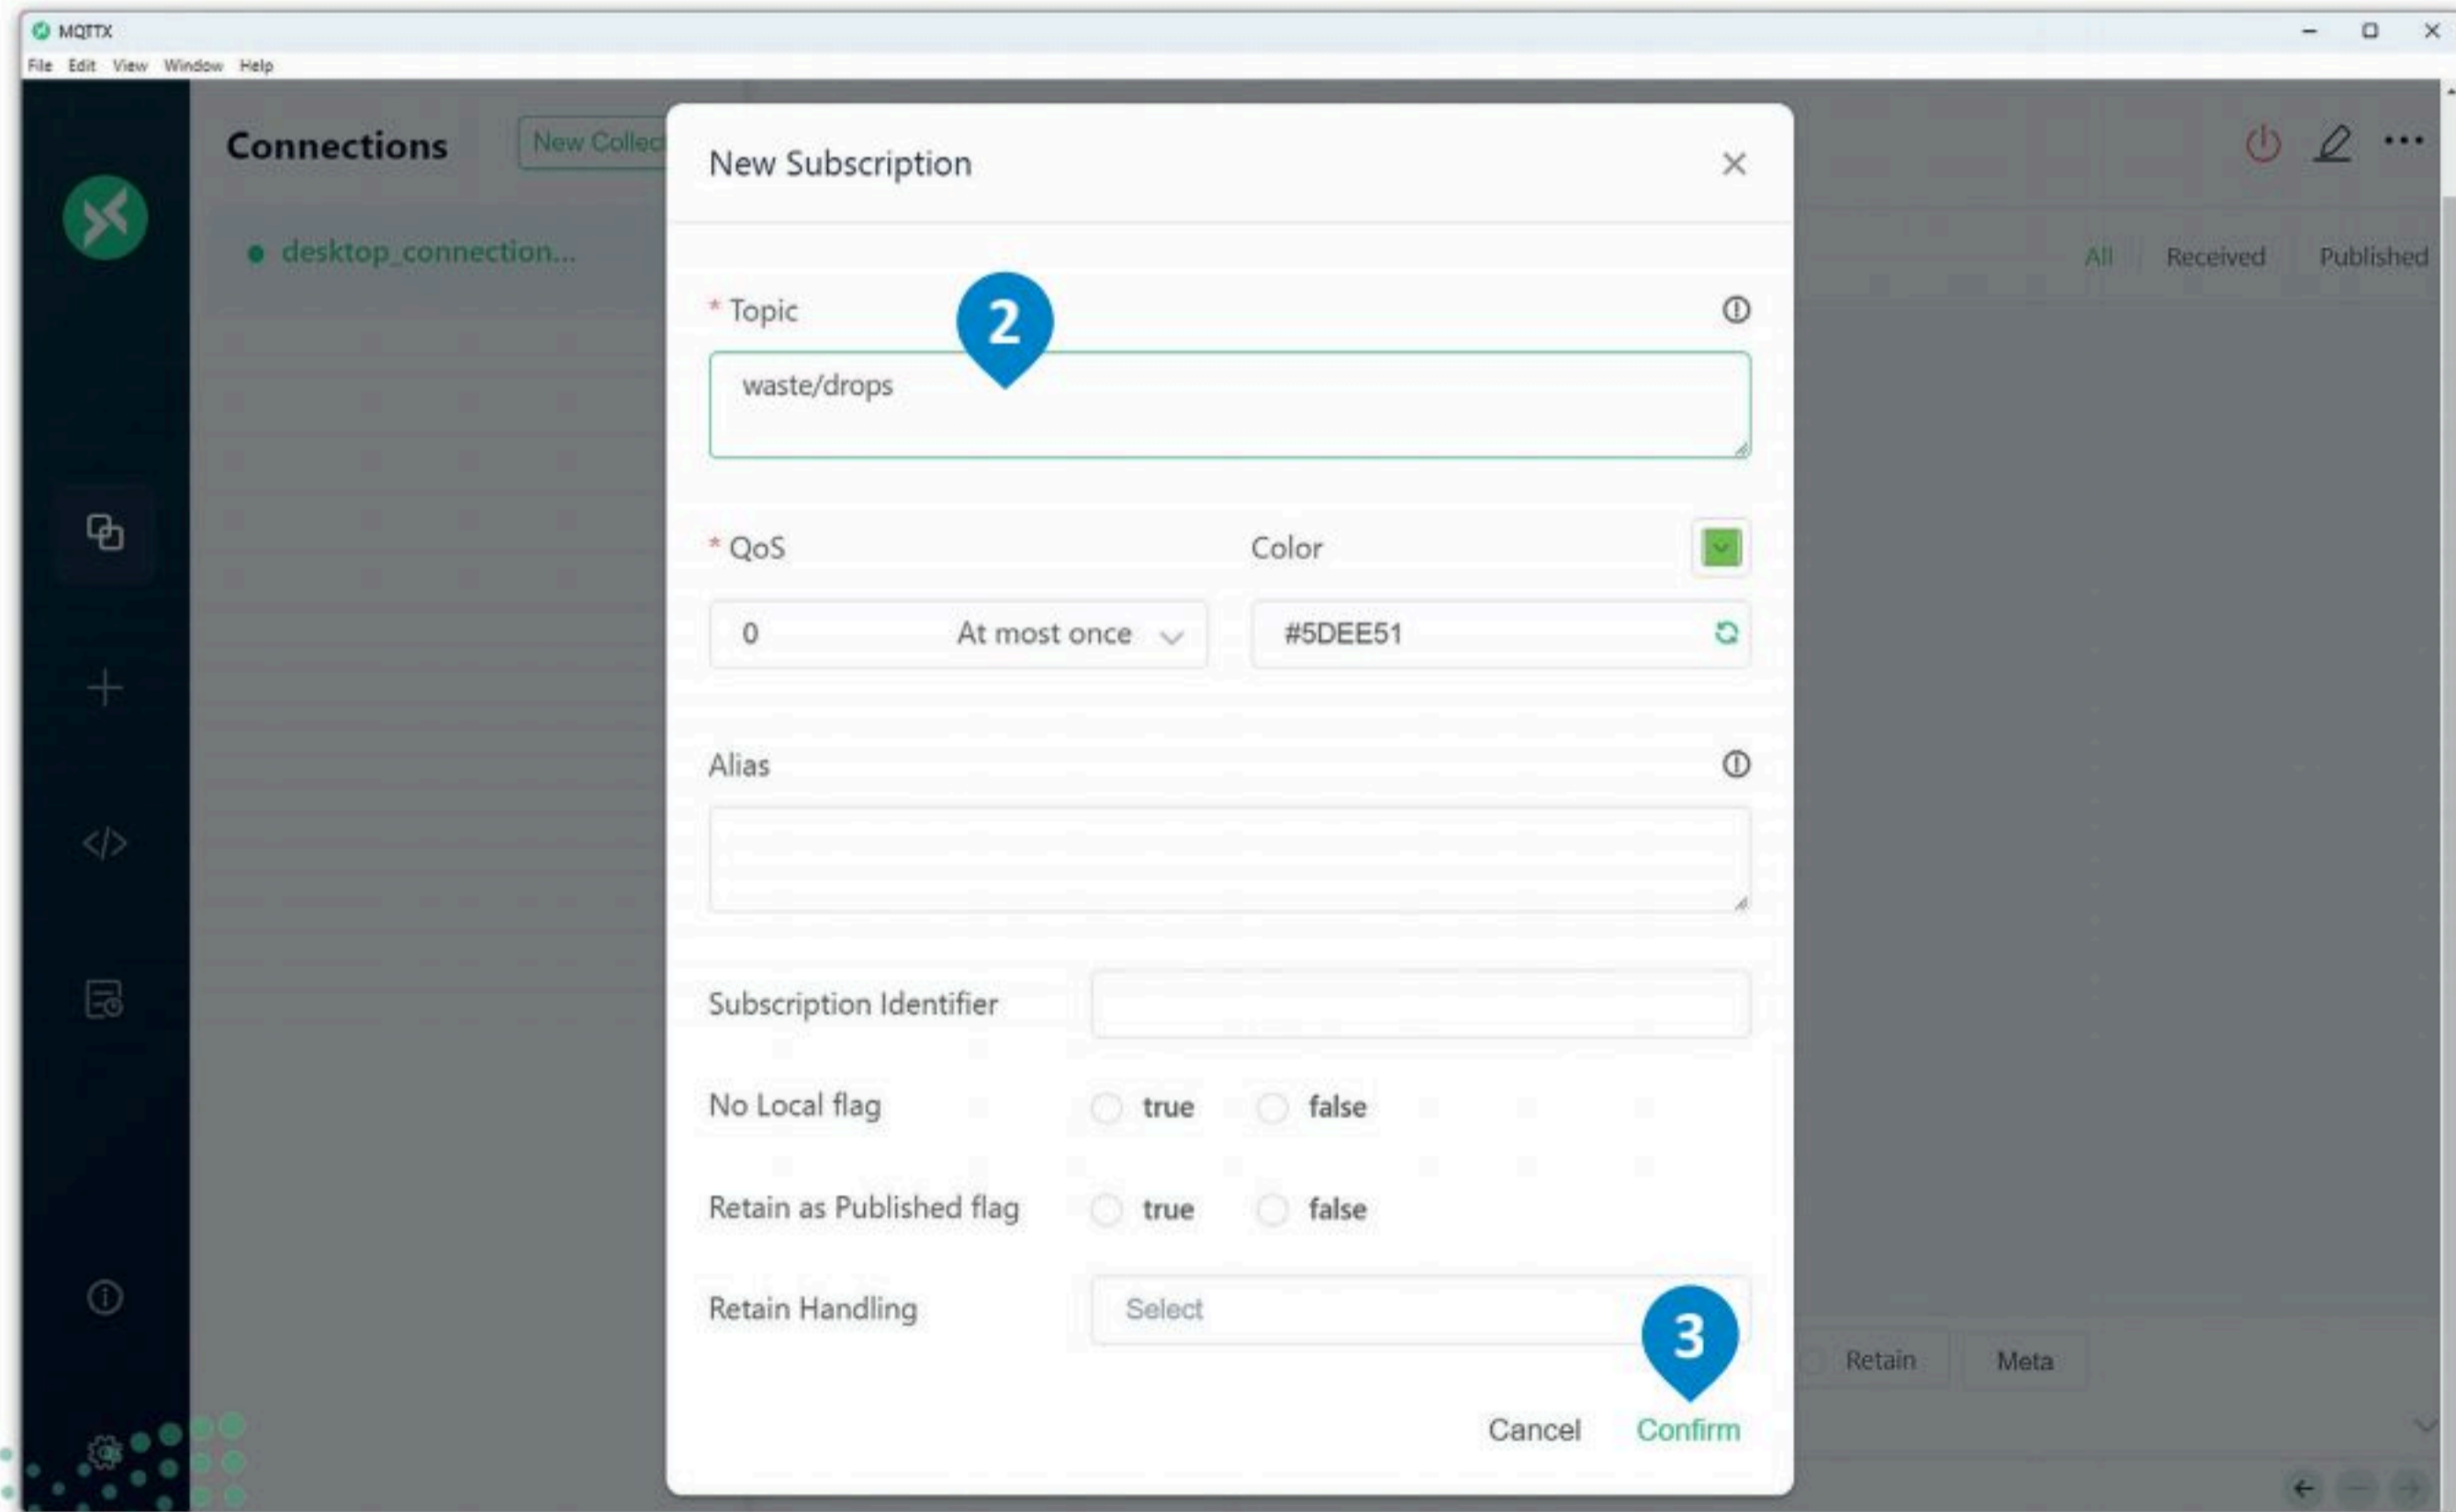 MQTTX
File Edit View Window Help
Connections
New Collec
desktop_connection...
New Subscription
All Received Published
* Topic
2
waste/drops
* QoS Color
0 At most once #5DEE51
Alias
Subscription Identifier
No Local flag true false
Retain as Published flag true false
Retain Handling Select
3
Retain Meta
Cancel Confirm